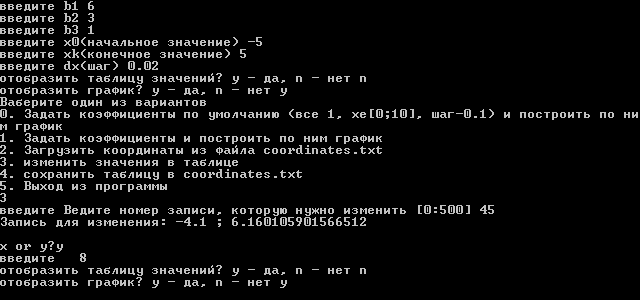 введите b1 6
введите b2 3
введите b3 1
введите x0(начальное значение) -5
введите xk(конечное значение) 5
введите dx(шаг) 0.02
отобразить таблицу значений? y - да, n - нет n
отобразить график? y - да, n - нет y
Ваберите один из вариантов
0. Задать коэффициенты по умолчанию (все 1, xe[0;10], шаг-0.1) и построить по ни
м график
1. Задать коэффициенты и построить по ним график
2. Загрузить координаты из файла coordinates.txt
3. изменить значения в таблице
4. сохранить таблицу в coordinates.txt
5. Выход из программы
3
введите Ведите номер записи, которую нужно изменить [0:500] 45
Запись для изменения: -4.1 ; 6.160105901566512
x or y?y
введите   8
отобразить таблицу значений? y - да, n - нет n
отобразить график? y - да, n - нет y